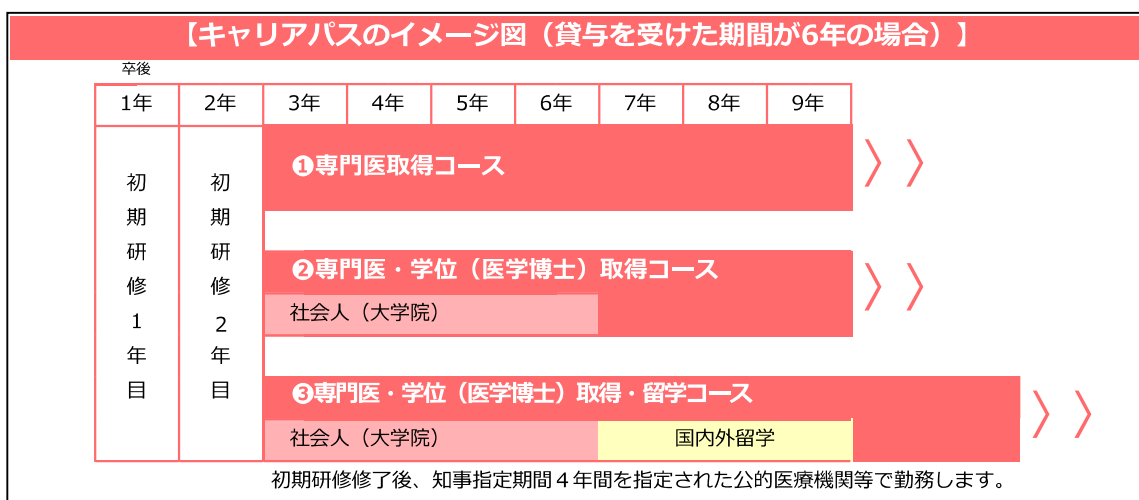 【キャリアパスのイメージ図（貸与を受けた期間が6年の場合）】
卒後
1年 2年 3年 4年 5年 6年 7年 8年 9年
初期研修1年目
初期研修2年目
❶専門医取得コース
❷専門医・学位（医学博士）取得コース
社会人（大学院）
❸専門医・学位（医学博士）取得・留学コース
社会人（大学院） 国内外留学
初期研修修了後、知事指定期間４年間を指定された公的医療機関等で勤務します。